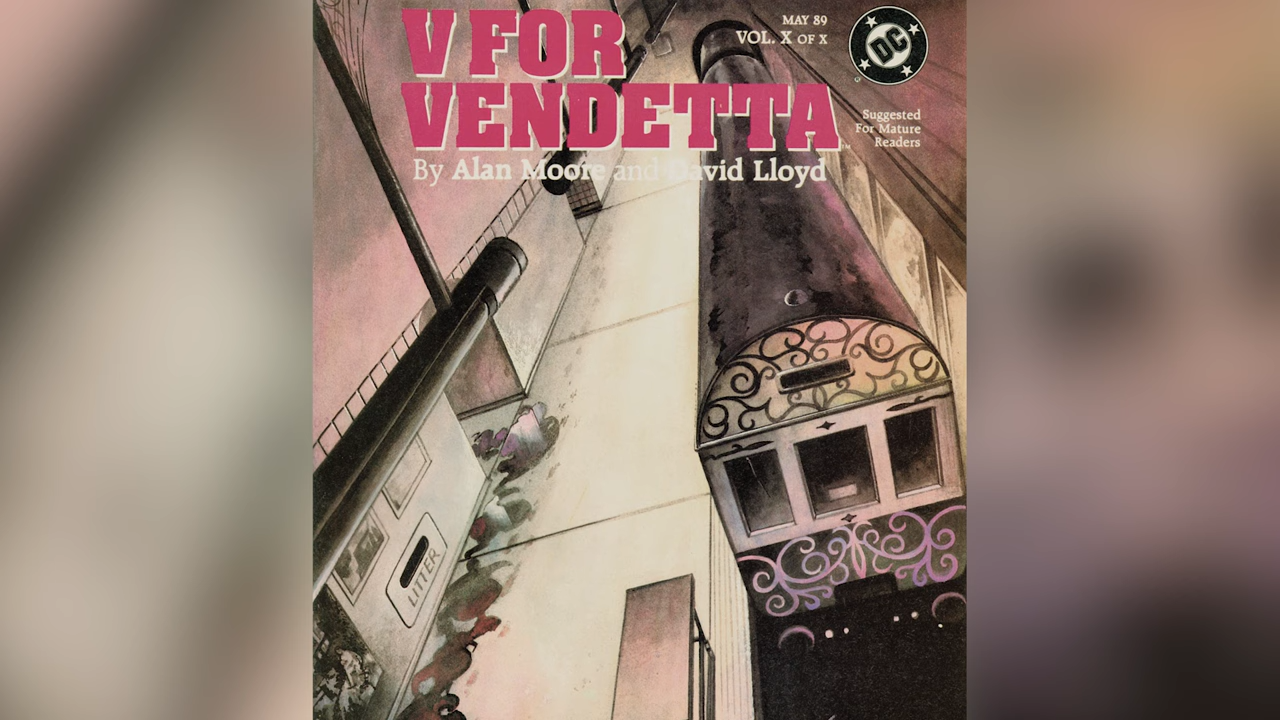 V FOR
VENDETTA
By Alan Moore and David Lloyd
MAY 89
VOL. X OF X
DC
Suggested
For Mature
Readers
LITTER